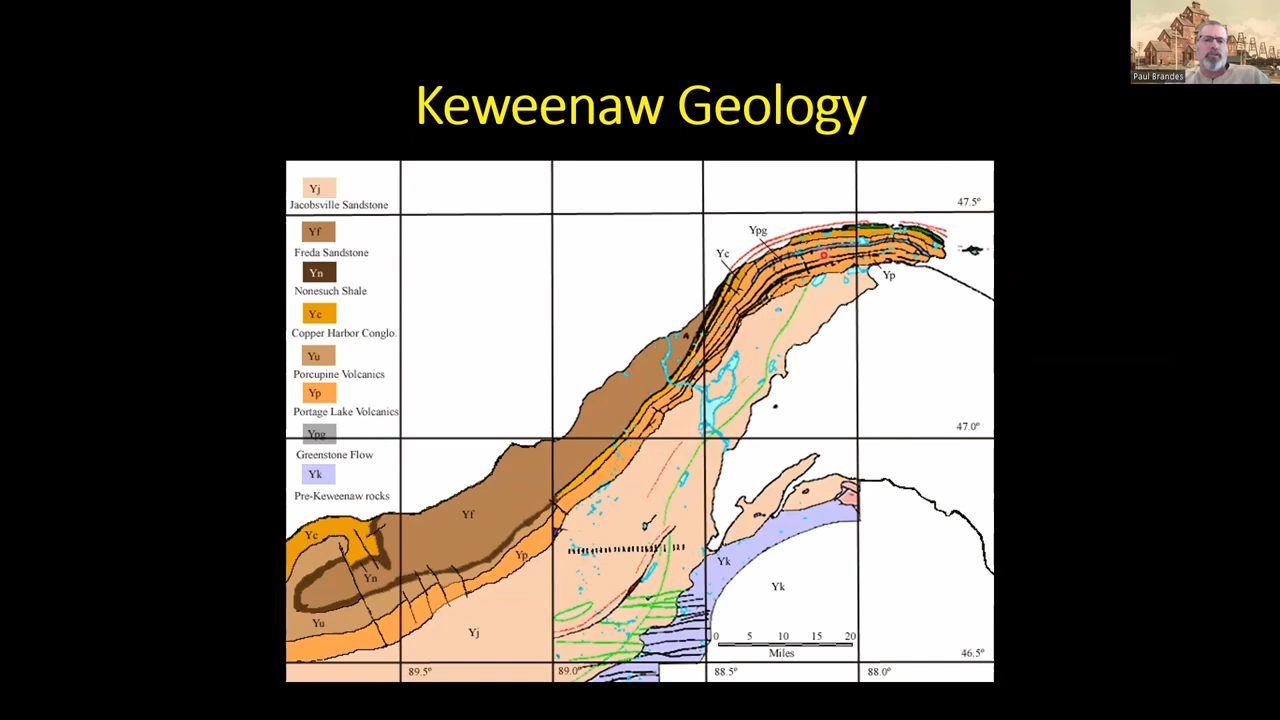 Paul Brandes
Keweenaw Geology
Yj
Jacobsville Sandstone
Yf
Freda Sandstone
Yn
Nonesuch Shale
Yc
Copper Harbor Conglo.
Yu
Porcupine Volcanics
Yp
Portage Lake Volcanics
Ypg
Greenstone Flow
Yk
Pre-Keweenaw rocks
47.5°
Ypg
Yc
Yp
47.0°
Yf
Yc
Yp
Yn
Yk
Yk
Yu
Yj
0 5 10 15 20
Miles
46.5°
89.5° 89.0° 88.5° 88.0°